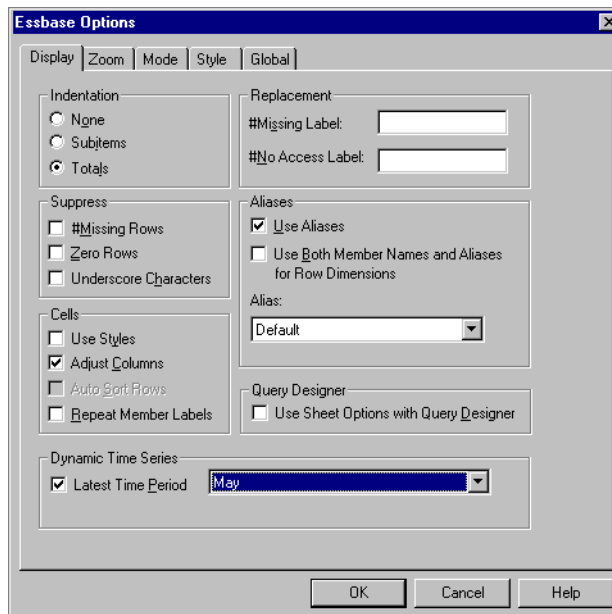 Essbase Options
Display Zoom Mode Style Global
Indentation
None
Subitems
Totals
Replacement
#Missing Label:
#No Access Label:
Suppress
#Missing Rows
Zero Rows
Underscore Characters
Aliases
Use Aliases
Use Both Member Names and Aliases
for Row Dimensions
Alias:
Default
Cells
Use Styles
Adjust Columns
Auto Sort Rows
Repeat Member Labels
Query Designer
Use Sheet Options with Query Designer
Dynamic Time Series
Latest Time Period May
OK Cancel Help